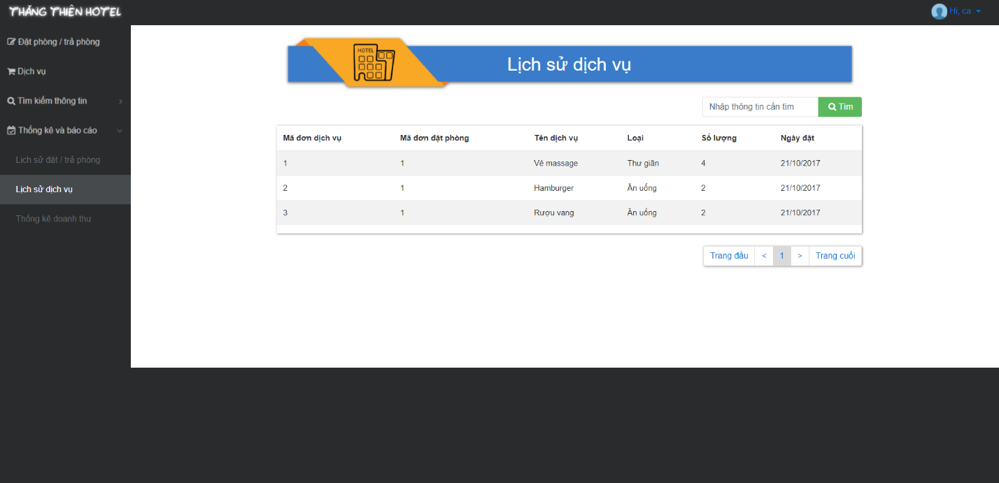 THĂNG THIÊN HOTEL
Hi, ca
Đặt phòng / trả phòng
Dịch vụ
Tìm kiếm thông tin
Thống kê và báo cáo
Lịch sử đặt / trả phòng
Lịch sử dịch vụ
Thống kê doanh thu
HOTEL
Lịch sử dịch vụ
Nhập thông tin cần tìm
Tìm
Mã đơn dịch vụ Mã đơn đặt phòng Tên dịch vụ Loại Số lượng Ngày đặt
1 1 Vé massage Thư giãn 4 21/10/2017
2 1 Hamburger Ăn uống 2 21/10/2017
3 1 Rượu vang Ăn uống 2 21/10/2017
Trang đầu < 1 > Trang cuối